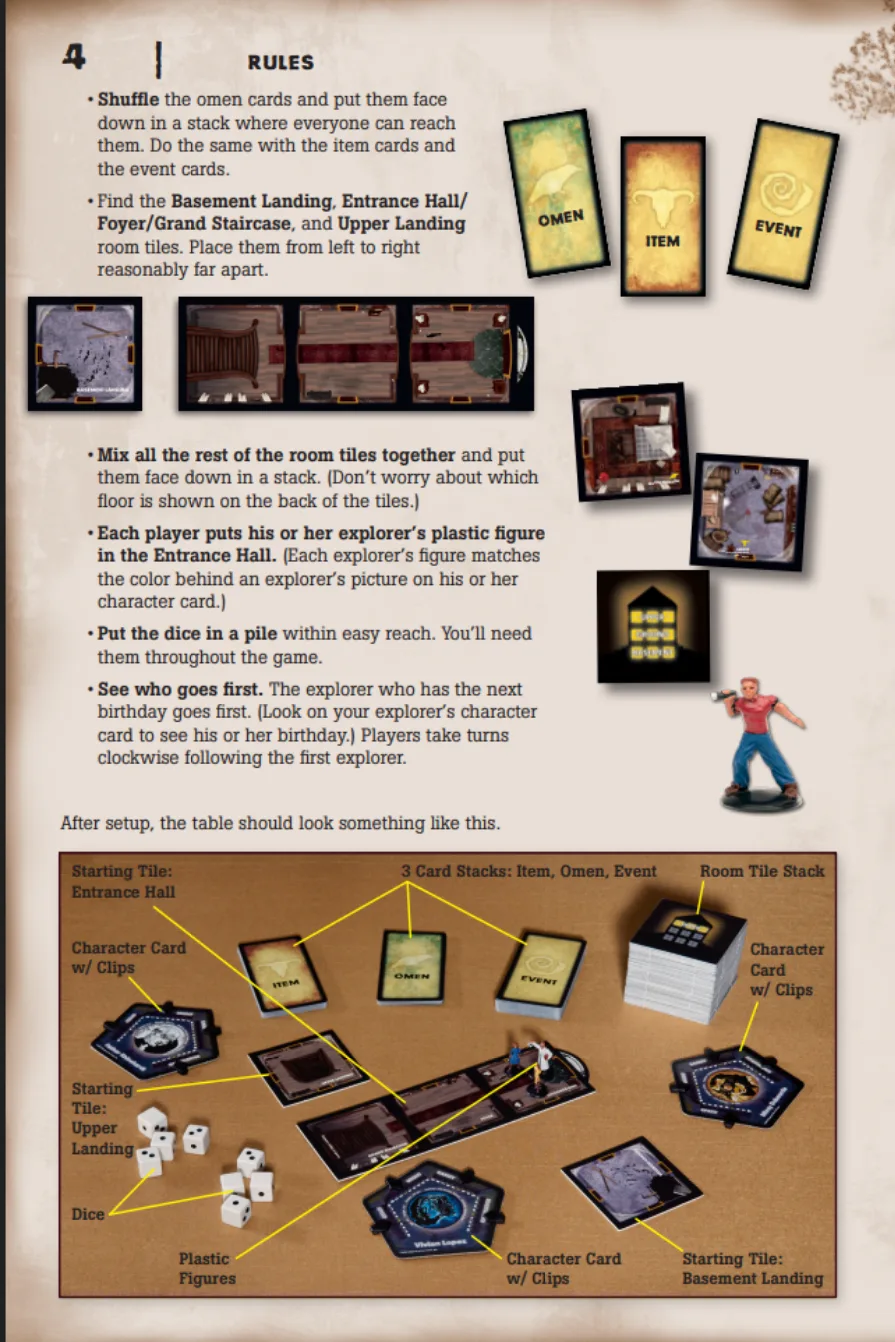 4 | RULES
• Shuffle the omen cards and put them face
down in a stack where everyone can reach
them. Do the same with the item cards and
the event cards.
• Find the Basement Landing, Entrance Hall/
Foyer/Grand Staircase, and Upper Landing
room tiles. Place them from left to right
reasonably far apart.
OMEN
ITEM
EVENT
BASEMENT LANDING
• Mix all the rest of the room tiles together and put
them face down in a stack. (Don’t worry about which
floor is shown on the back of the tiles.)
• Each player puts his or her explorer’s plastic figure
in the Entrance Hall. (Each explorer’s figure matches
the color behind an explorer’s picture on his or her
character card.)
• Put the dice in a pile within easy reach. You’ll need
them throughout the game.
• See who goes first. The explorer who has the next
birthday goes first. (Look on your explorer’s character
card to see his or her birthday.) Players take turns
clockwise following the first explorer.
UPPER
GROUND
BASEMENT
After setup, the table should look something like this.
Starting Tile:
Entrance Hall
3 Card Stacks: Item, Omen, Event
Room Tile Stack
Character Card
w/ Clips
Character
Card
w/ Clips
ITEM
OMEN
EVENT
Starting
Tile:
Upper
Landing
Dice
Vivian Lopez
Plastic
Figures
Character Card
w/ Clips
Starting Tile:
Basement Landing